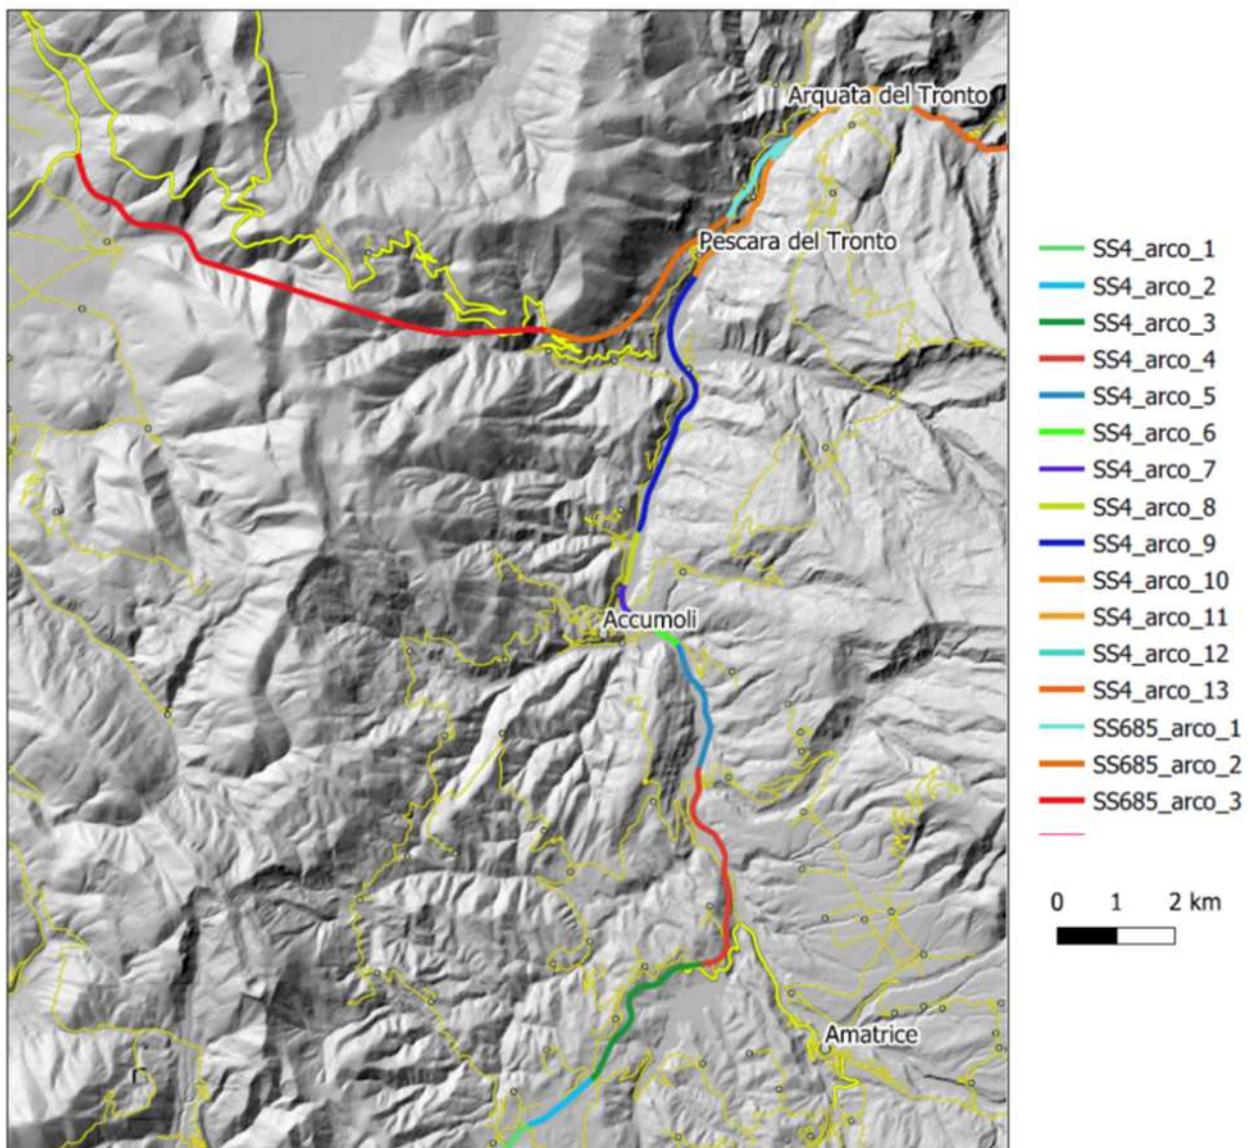 Arquata del Tronto
Pescara del Tronto
Accumoli
Amatrice
SS4_arco_1
SS4_arco_2
SS4_arco_3
SS4_arco_4
SS4_arco_5
SS4_arco_6
SS4_arco_7
SS4_arco_8
SS4_arco_9
SS4_arco_10
SS4_arco_11
SS4_arco_12
SS4_arco_13
SS685_arco_1
SS685_arco_2
SS685_arco_3
0 1 2 km